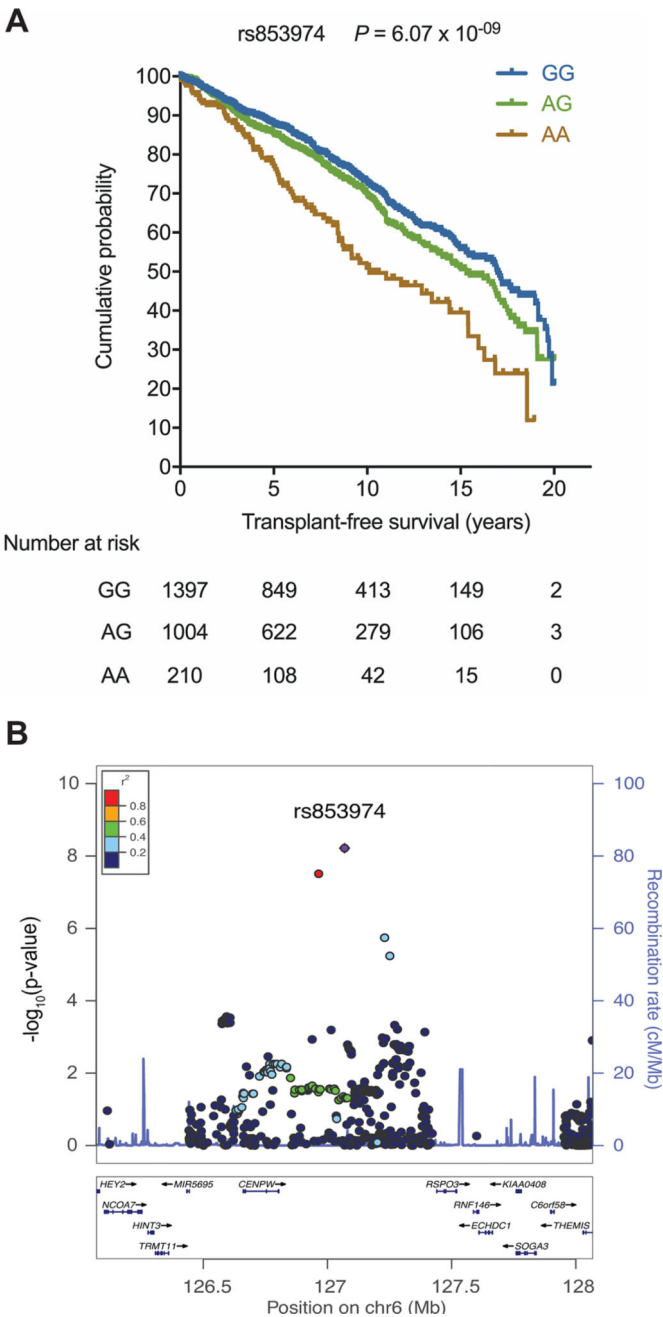 A
rs853974 P = 6.07 x 10-09
GG
AG
AA
Cumulative probability
100
90
80
70
60
50
40
30
20
10
0
0 5 10 15 20
Transplant-free survival (years)
Number at risk
GG 1397 849 413 149 2
AG 1004 622 279 106 3
AA 210 108 42 15 0
B
r2
0.8
0.6
0.4
0.2
rs853974
-log10(p-value)
10
8
6
4
2
0
Recombination rate (cM/Mb)
100
80
60
40
20
0
HEY2→ ←MIR5695 CENPW→ RSPO3→ ←KIAA0408
NCOA7→ RNF146→ C6orf58→
HINT3→ ←ECHDC1 ←THEMIS
TRMT11→ ←SOGA3
126.5 127 127.5 128
Position on chr6 (Mb)